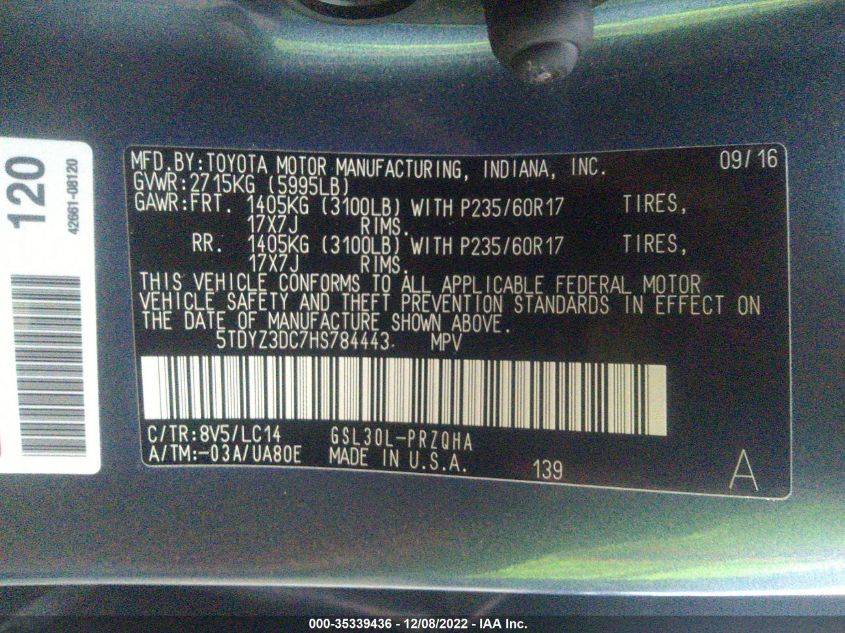 120
42661-08120
MFD.BY:TOYOTA MOTOR MANUFACTURING, INDIANA, INC. 09/16
GVWR:2715KG (5995LB)
GAWR:FRT. 1405KG (3100LB) WITH P235/60R17 TIRES,
17X7J RIMS.
RR. 1405KG (3100LB) WITH P235/60R17 TIRES,
17X7J RIMS.
THIS VEHICLE CONFORMS TO ALL APPLICABLE FEDERAL MOTOR
VEHICLE SAFETY AND THEFT PREVENTION STANDARDS IN EFFECT ON
THE DATE OF MANUFACTURE SHOWN ABOVE.
5TDYZ3DC7HS784443 MPV
C/TR:8V5/LC14 GSL30L-PRZQHA
A/TM:-03A/UA80E MADE IN U.S.A. 139 A
000-35339436 - 12/08/2022 - IAA Inc.